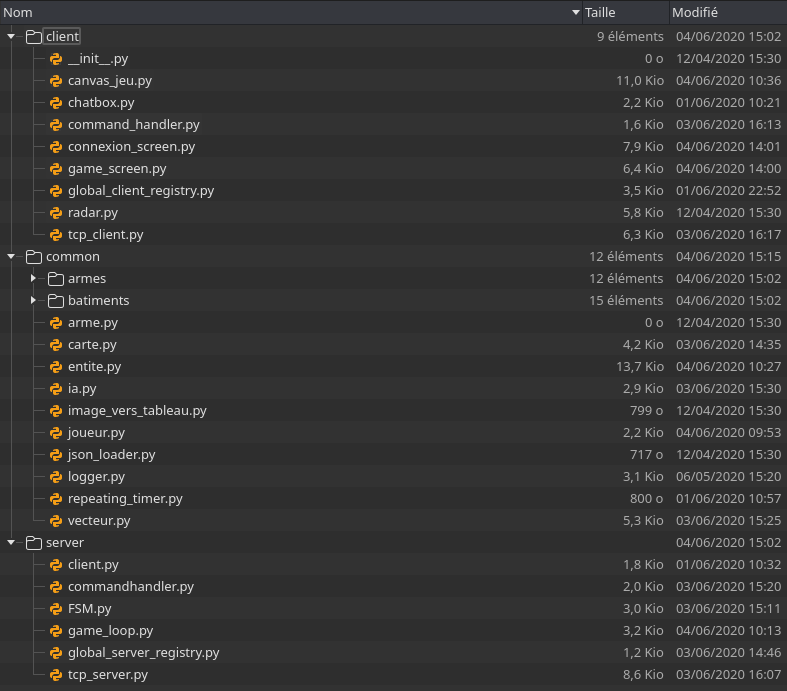 Nom Taille Modifié
client 9 éléments 04/06/2020 15:02
__init__.py 0 o 12/04/2020 15:30
canvas_jeu.py 11,0 Kio 04/06/2020 10:36
chatbox.py 2,2 Kio 01/06/2020 10:21
command_handler.py 1,6 Kio 03/06/2020 16:13
connexion_screen.py 7,9 Kio 04/06/2020 14:01
game_screen.py 6,4 Kio 04/06/2020 14:00
global_client_registry.py 3,5 Kio 01/06/2020 22:52
radar.py 5,8 Kio 12/04/2020 15:30
tcp_client.py 6,3 Kio 03/06/2020 16:17
common 12 éléments 04/06/2020 15:15
armes 12 éléments 04/06/2020 15:02
batiments 15 éléments 04/06/2020 15:02
arme.py 0 o 12/04/2020 15:30
carte.py 4,2 Kio 03/06/2020 14:35
entite.py 13,7 Kio 04/06/2020 10:27
ia.py 2,9 Kio 03/06/2020 15:30
image_vers_tableau.py 799 o 12/04/2020 15:30
joueur.py 2,2 Kio 04/06/2020 09:53
json_loader.py 717 o 12/04/2020 15:30
logger.py 3,1 Kio 06/05/2020 15:20
repeating_timer.py 800 o 01/06/2020 10:57
vecteur.py 5,3 Kio 03/06/2020 15:25
server 04/06/2020 15:02
client.py 1,8 Kio 01/06/2020 10:32
commandhandler.py 2,0 Kio 03/06/2020 15:20
FSM.py 3,0 Kio 03/06/2020 15:11
game_loop.py 3,2 Kio 04/06/2020 10:13
global_server_registry.py 1,2 Kio 03/06/2020 14:46
tcp_server.py 8,6 Kio 03/06/2020 16:07